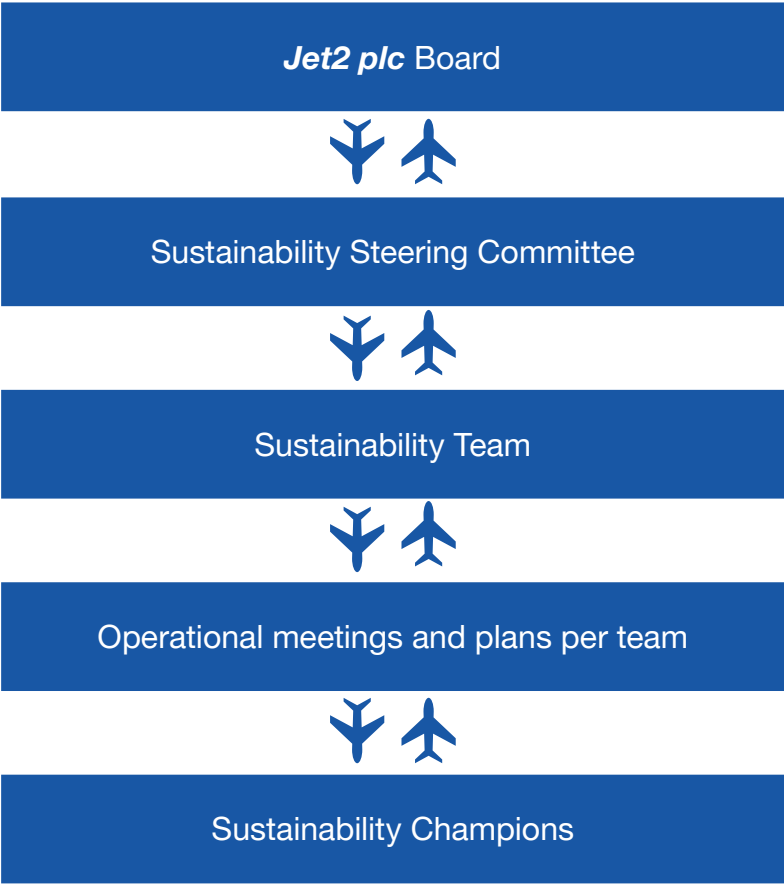 Jet2 plc Board
Sustainability Steering Committee
Sustainability Team
Operational meetings and plans per team
Sustainability Champions